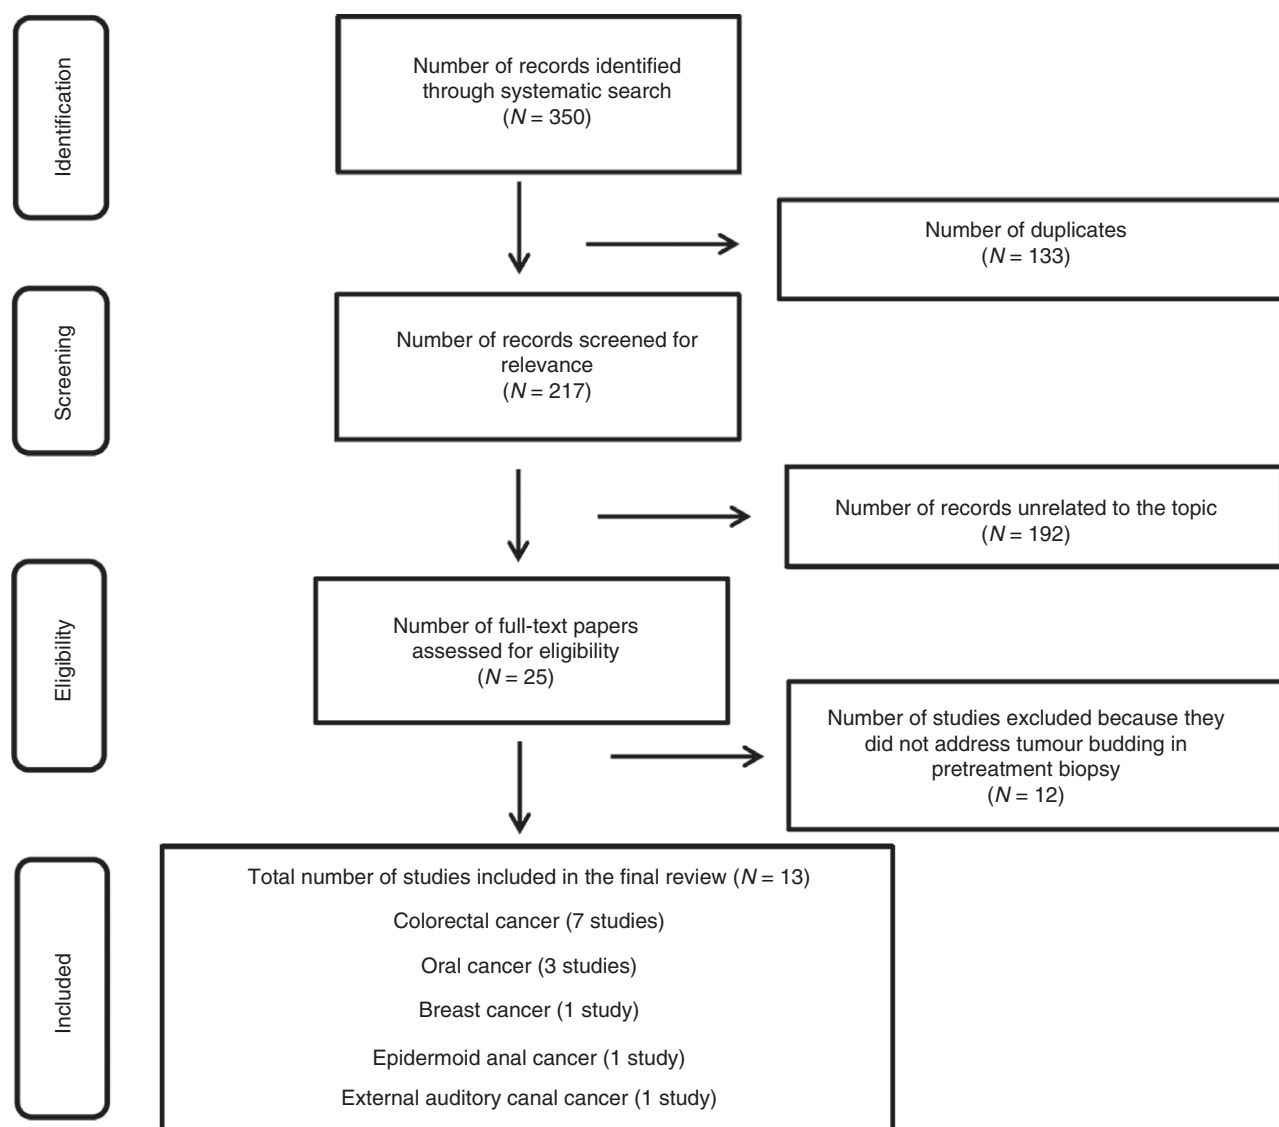 Identification
Number of records identified
through systematic search
(N = 350)
Number of duplicates
(N = 133)
Screening
Number of records screened for
relevance
(N = 217)
Number of records unrelated to the topic
(N = 192)
Eligibility
Number of full-text papers
assessed for eligibility
(N = 25)
Number of studies excluded because they
did not address tumour budding in
pretreatment biopsy
(N = 12)
Included
Total number of studies included in the final review (N = 13)
Colorectal cancer (7 studies)
Oral cancer (3 studies)
Breast cancer (1 study)
Epidermoid anal cancer (1 study)
External auditory canal cancer (1 study)